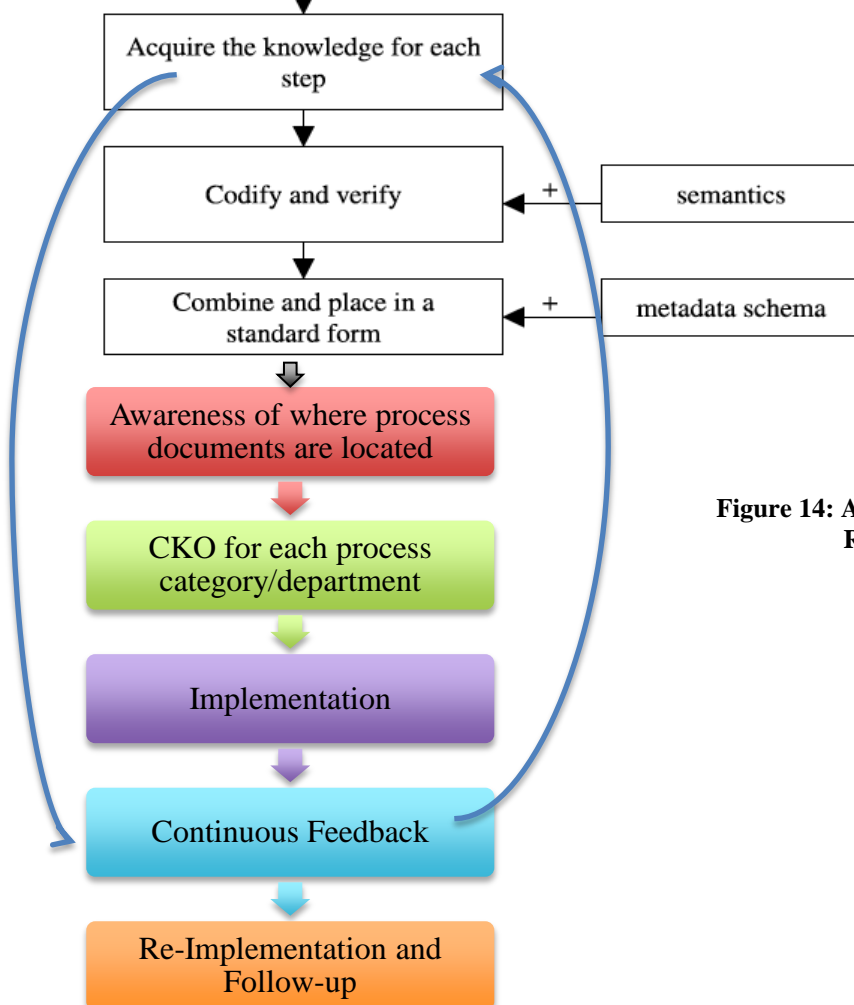 Acquire the knowledge for each
step
Codify and verify
+
semantics
Combine and place in a
standard form
+
metadata schema
Awareness of where process
documents are located
CKO for each process
category/department
Figure 14: A
R
Implementation
Continuous Feedback
Re-Implementation and
Follow-up